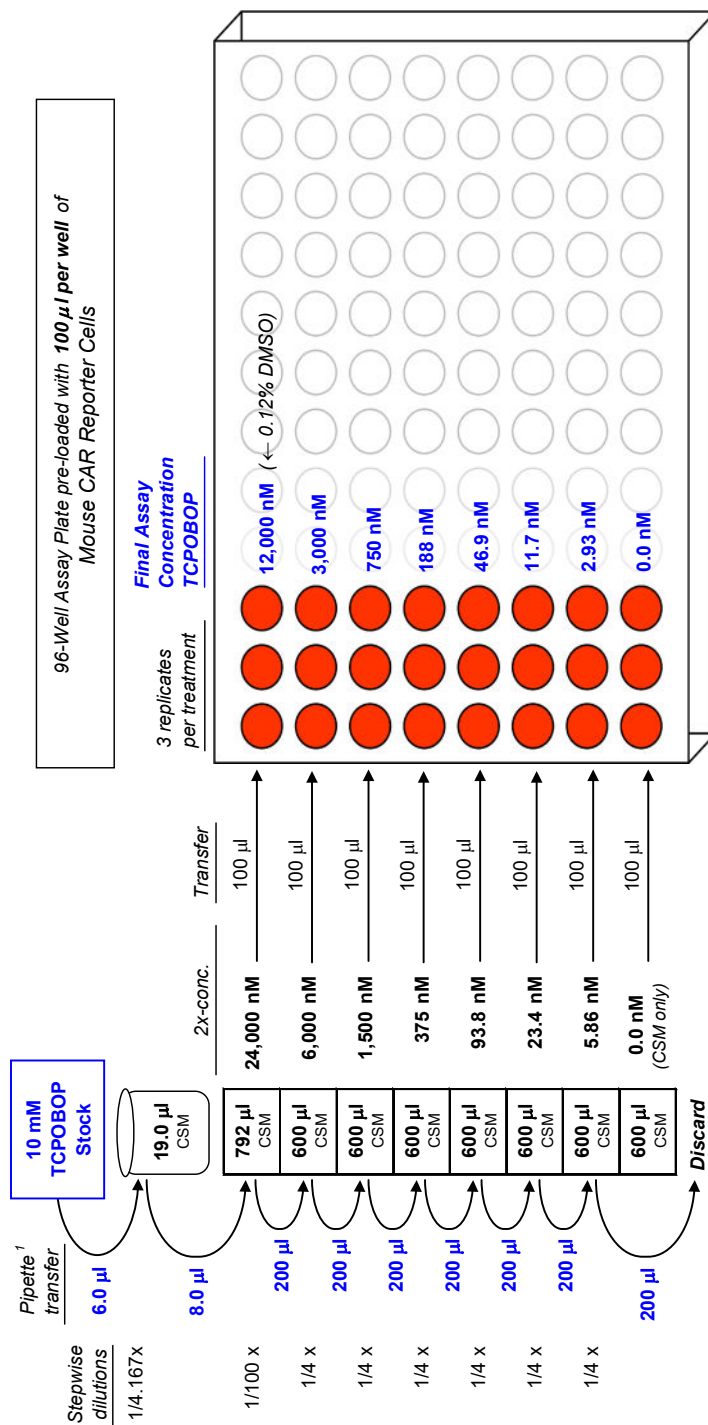 96-Well Assay Plate pre-loaded with 100 µl per well of
Mouse CAR Reporter Cells
Stepwise
dilutions
1/4.167x
1/100 x
1/4 x
1/4 x
1/4 x
1/4 x
1/4 x
1/4 x
Pipette1
transfer
6.0 µl
8.0 µl
200 µl
200 µl
200 µl
200 µl
200 µl
200 µl
200 µl
10 mM
TCPOBOP
Stock
19.0 µl
CSM
792 µl
CSM
600 µl
CSM
600 µl
CSM
600 µl
CSM
600 µl
CSM
600 µl
CSM
600 µl
CSM
600 µl
CSM
Discard
2x-conc.
24,000 nM
6,000 nM
1,500 nM
375 nM
93.8 nM
23.4 nM
5.86 nM
0.0 nM
(CSM only)
Transfer
100 µl
100 µl
100 µl
100 µl
100 µl
100 µl
100 µl
100 µl
3 replicates
per treatment
Final Assay
Concentration
TCPOBOP
12,000 nM (← 0.12% DMSO)
3,000 nM
750 nM
188 nM
46.9 nM
11.7 nM
2.93 nM
0.0 nM